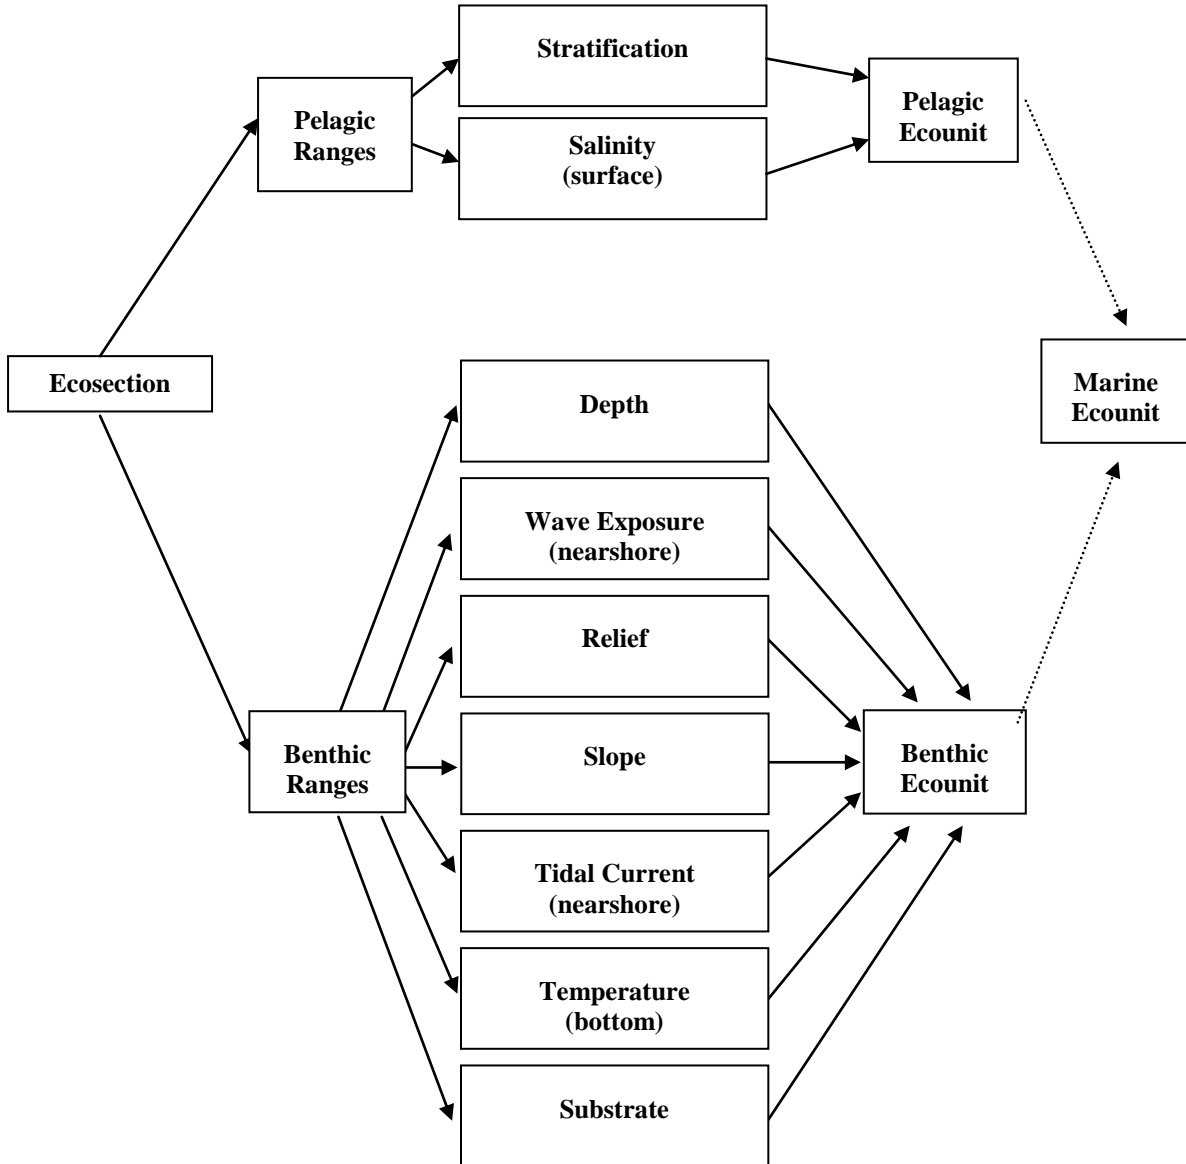 Stratification
Pelagic
Ranges
Salinity
(surface)
Pelagic
Ecounit
Ecosection
Marine
Ecounit
Depth
Wave Exposure
(nearshore)
Relief
Benthic
Ranges
Slope
Benthic
Ecounit
Tidal Current
(nearshore)
Temperature
(bottom)
Substrate